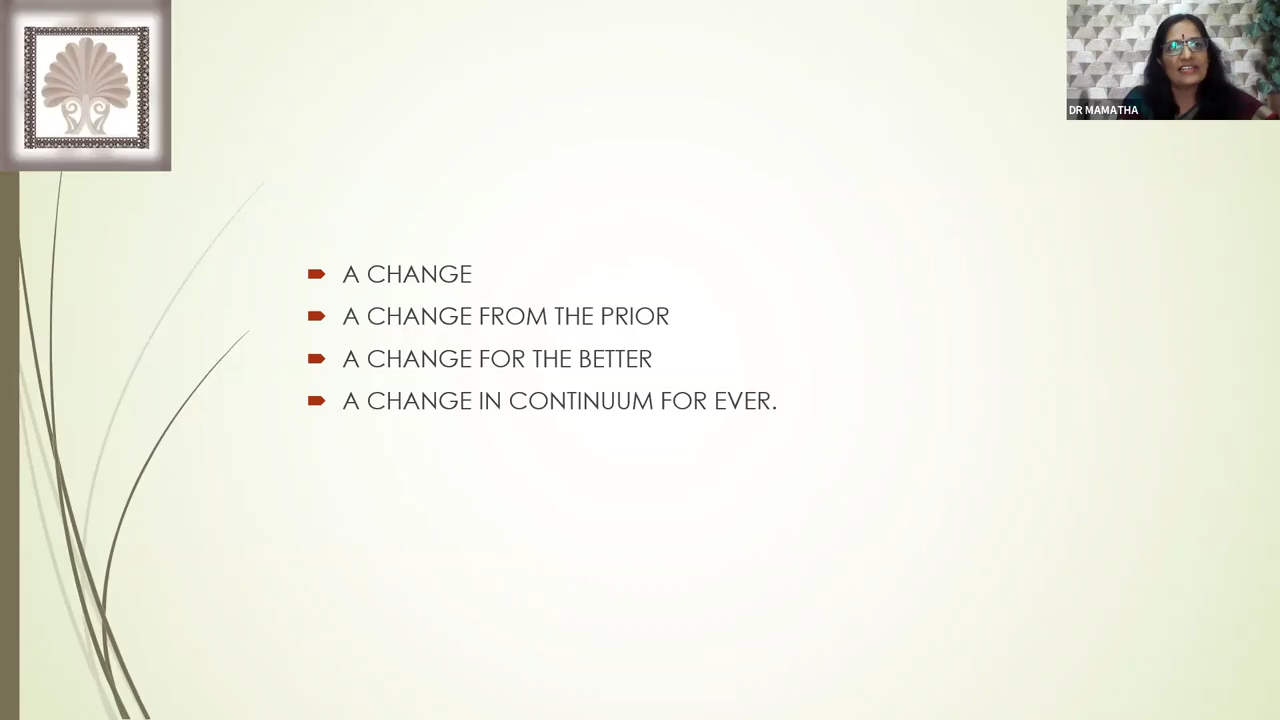 DR MAMATHA
A CHANGE
A CHANGE FROM THE PRIOR
A CHANGE FOR THE BETTER
A CHANGE IN CONTINUUM FOR EVER.